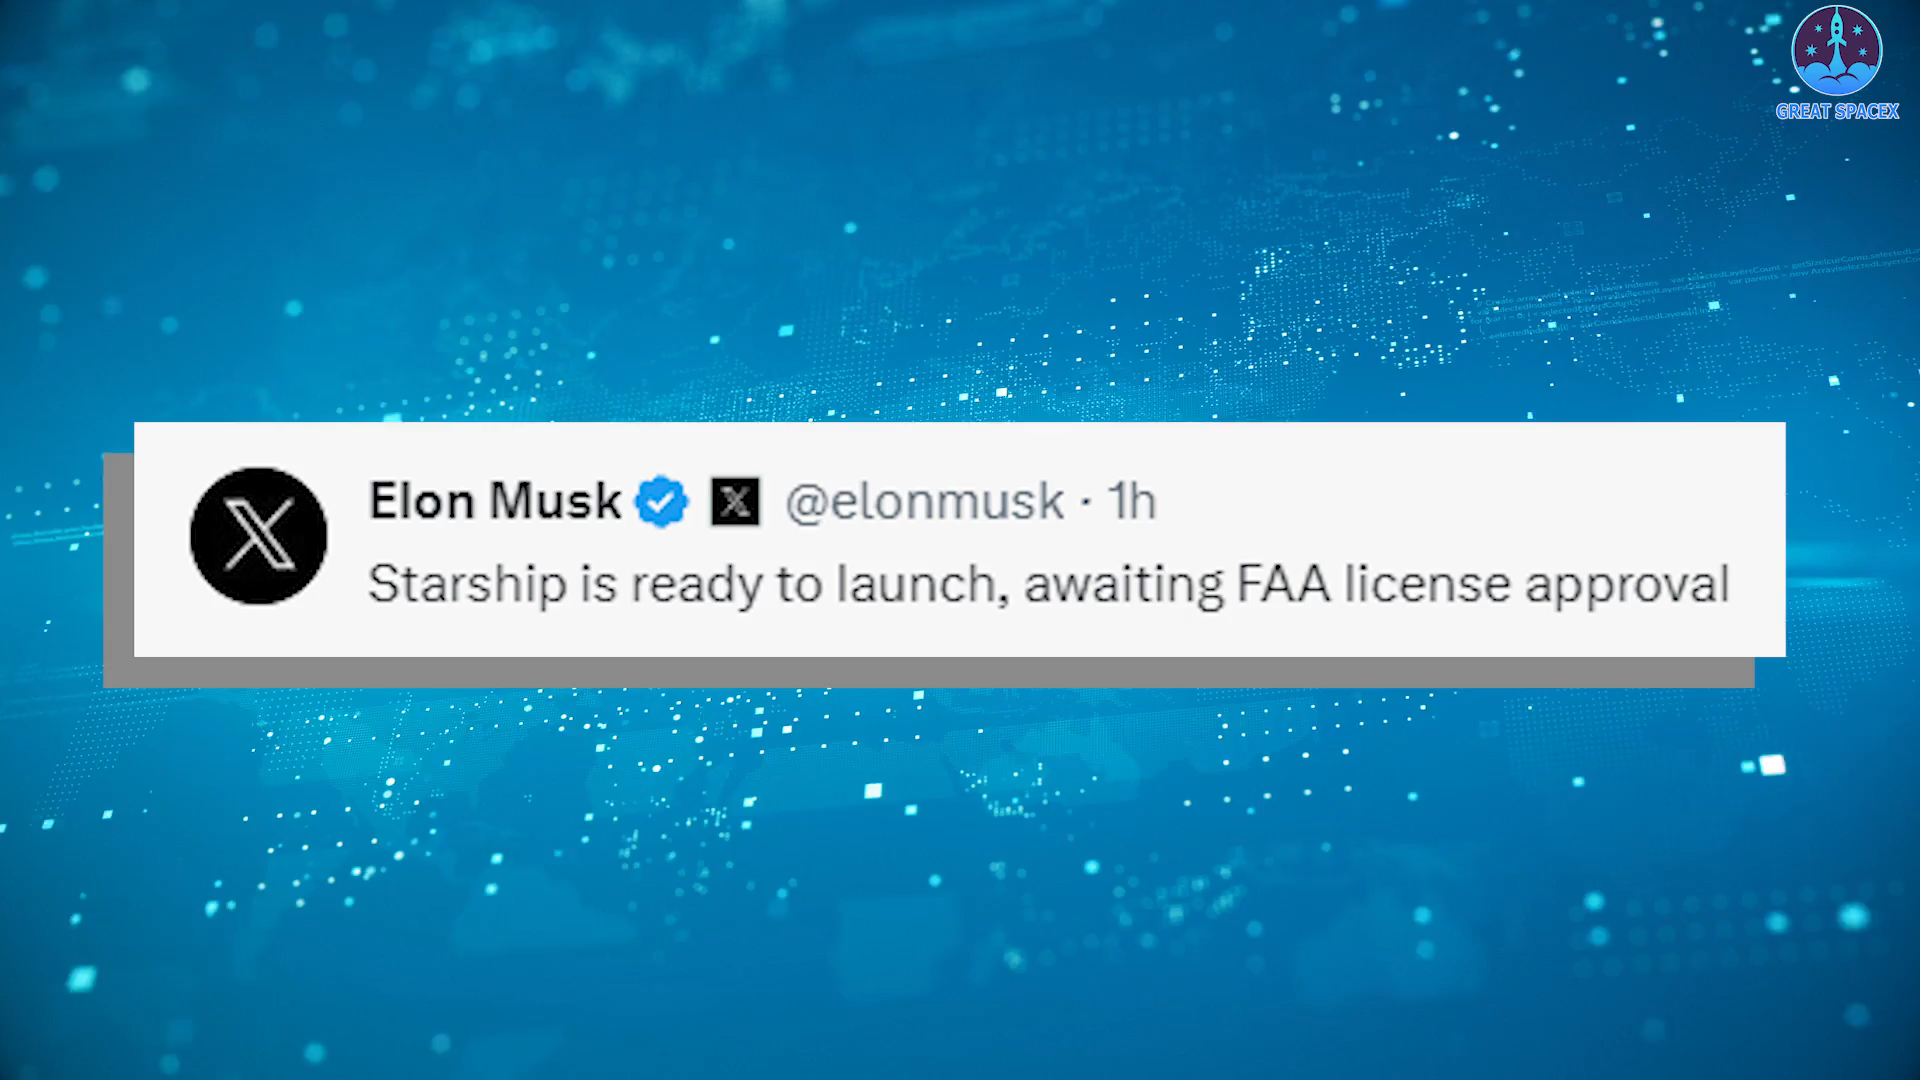 GREAT SPACEX
Elon Musk @elonmusk · 1h
Starship is ready to launch, awaiting FAA license approval